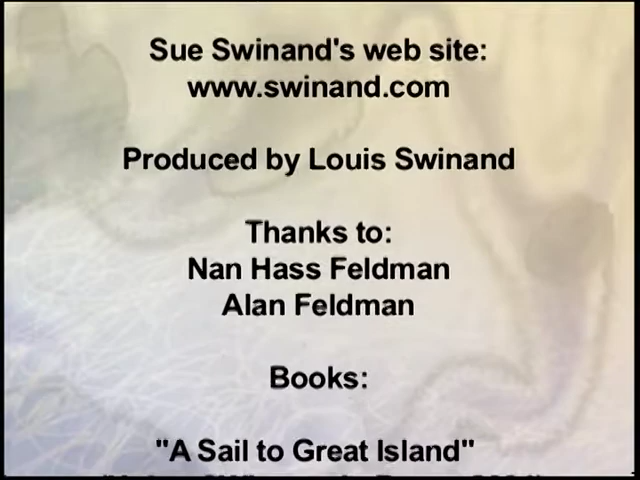 Sue Swinand's web site:
www.swinand.com
Produced by Louis Swinand
Thanks to:
Nan Hass Feldman
Alan Feldman
Books:
"A Sail to Great Island"